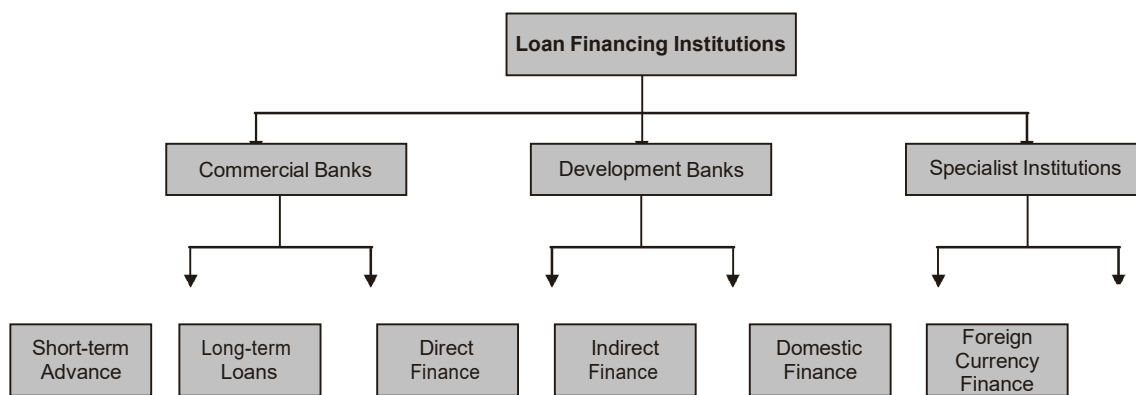 Loan Financing Institutions
Commercial Banks
Development Banks
Specialist Institutions
Short-term
Advance
Long-term
Loans
Direct
Finance
Indirect
Finance
Domestic
Finance
Foreign
Currency
Finance